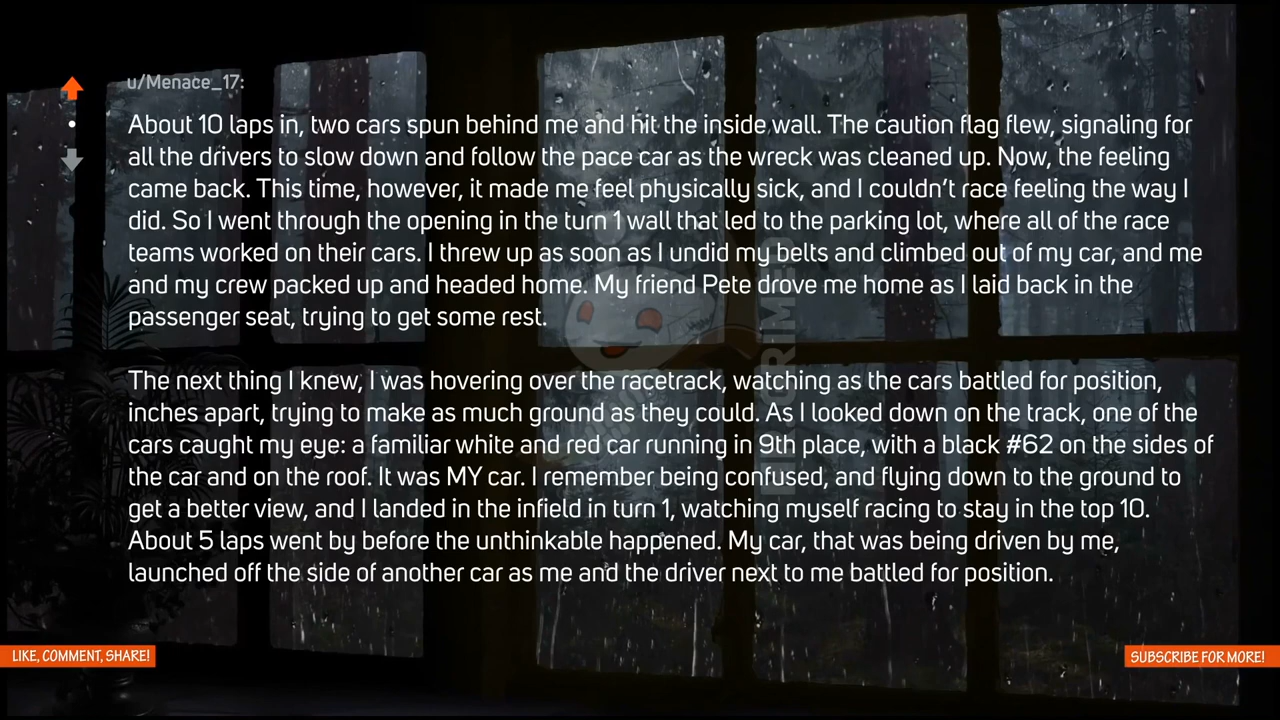 u/Menace_17:
About 10 laps in, two cars spun behind me and hit the inside wall. The caution flag flew, signaling for
all the drivers to slow down and follow the pace car as the wreck was cleaned up. Now, the feeling
came back. This time, however, it made me feel physically sick, and I couldn’t race feeling the way I
did. So I went through the opening in the turn 1 wall that led to the parking lot, where all of the race
teams worked on their cars. I threw up as soon as I undid my belts and climbed out of my car, and me
and my crew packed up and headed home. My friend Pete drove me home as I laid back in the
passenger seat, trying to get some rest.
The next thing I knew, I was hovering over the racetrack, watching as the cars battled for position,
inches apart, trying to make as much ground as they could. As I looked down on the track, one of the
cars caught my eye: a familiar white and red car running in 9th place, with a black #62 on the sides of
the car and on the roof. It was MY car. I remember being confused, and flying down to the ground to
get a better view, and I landed in the infield in turn 1, watching myself racing to stay in the top 10.
About 5 laps went by before the unthinkable happened. My car, that was being driven by me,
launched off the side of another car as me and the driver next to me battled for position.
LIKE, COMMENT, SHARE!
SUBSCRIBE FOR MORE!